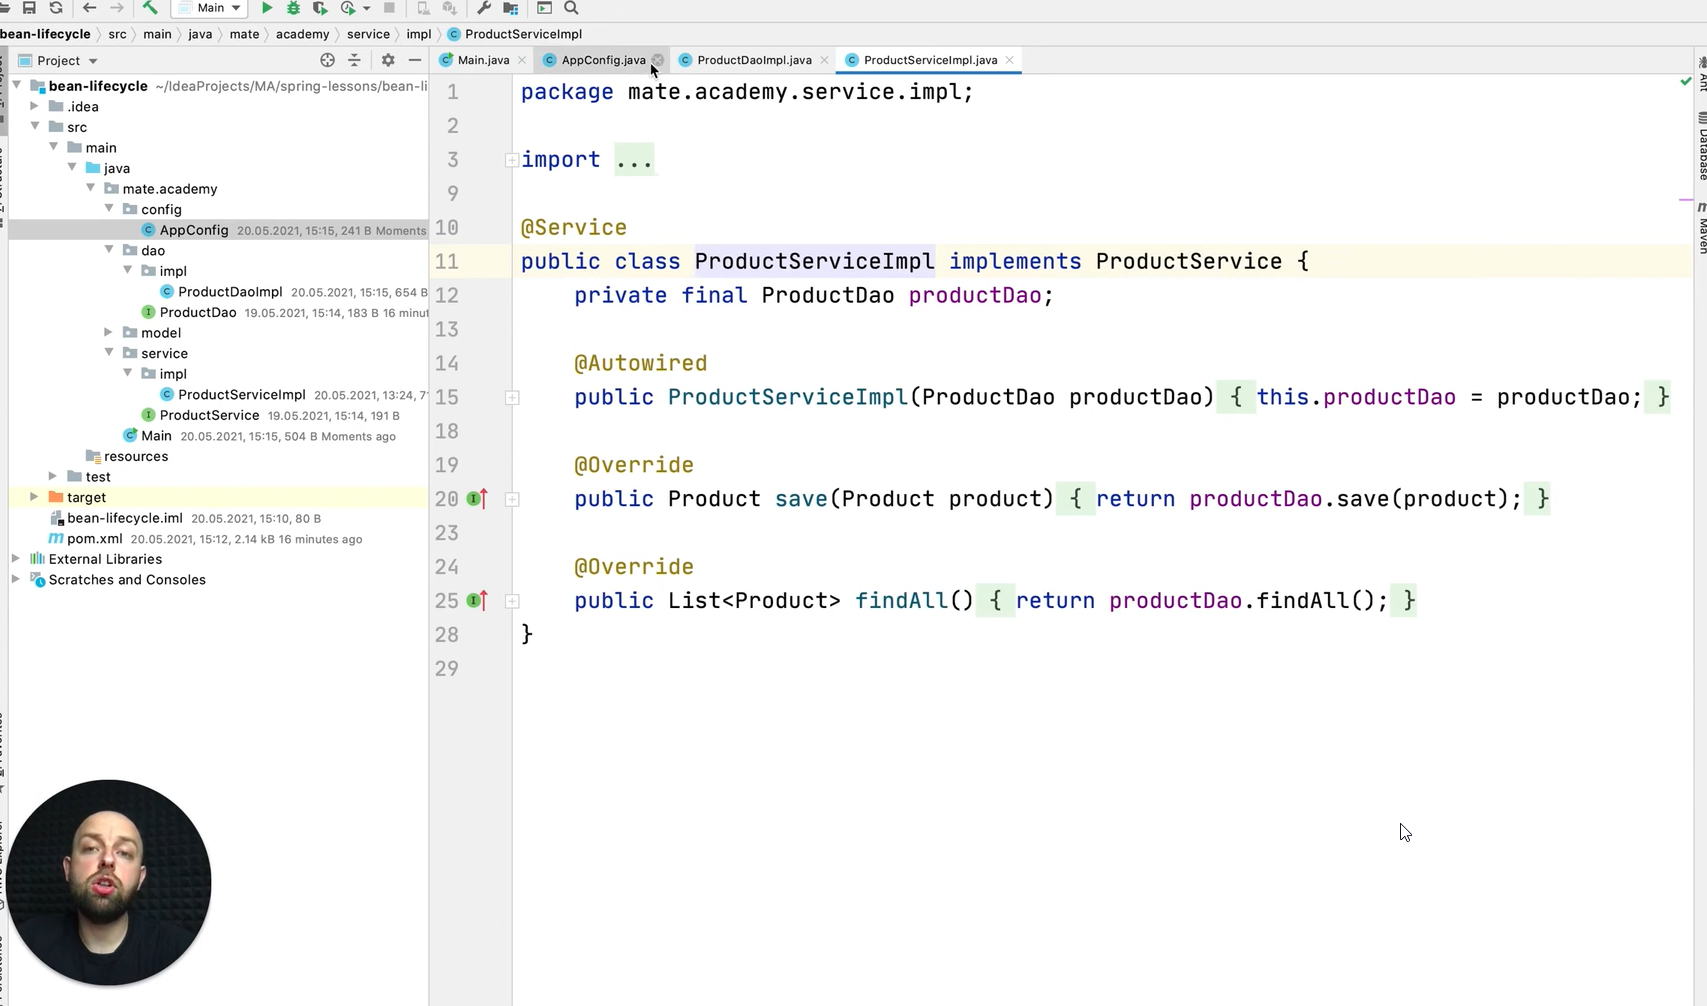 Main
bean-lifecycle src main java mate academy service impl ProductServiceImpl
Project
Main.java AppConfig.java ProductDaoImpl.java ProductServiceImpl.java
bean-lifecycle ~/IdeaProjects/MA/spring-lessons/bean-li
.idea
src
main
java
mate.academy
config
AppConfig 20.05.2021, 15:15, 241 B Moments
dao
impl
ProductDaoImpl 20.05.2021, 15:15, 654 B
ProductDao 19.05.2021, 15:14, 183 B 16 minut
model
service
impl
ProductServiceImpl 20.05.2021, 13:24, 7
ProductService 19.05.2021, 15:14, 191 B
Main 20.05.2021, 15:15, 504 B Moments ago
resources
test
target
bean-lifecycle.iml 20.05.2021, 15:10, 80 B
pom.xml 20.05.2021, 15:12, 2.14 kB 16 minutes ago
External Libraries
Scratches and Consoles
1 package mate.academy.service.impl;
2
3 import ...
9
10 @Service
11 public class ProductServiceImpl implements ProductService {
12 private final ProductDao productDao;
13
14 @Autowired
15 public ProductServiceImpl(ProductDao productDao) { this.productDao = productDao; }
18
19 @Override
20 public Product save(Product product) { return productDao.save(product); }
23
24 @Override
25 public List<Product> findAll() { return productDao.findAll(); }
28 }
29
Ant
Database
Maven